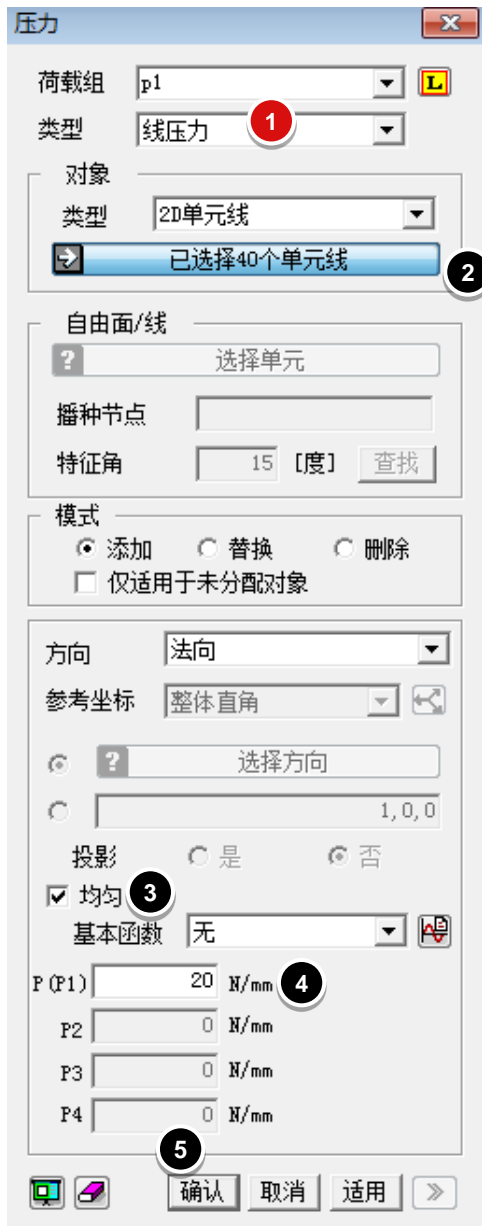 压力
荷载组 p1 L
类型 线压力 1
对象
类型 2D单元线
已选择40个单元线 2
自由面/线
? 选择单元
播种节点
特征角 15 [度] 查找
模式
添加 替换 删除
仅适用于未分配对象
方向 法向
参考坐标 整体直角
? 选择方向
1, 0, 0
投影 是 否
均匀 3
基本函数 无
P(P1) 20 N/mm 4
P2 0 N/mm
P3 0 N/mm
P4 0 N/mm
5
确认 取消 适用 >>